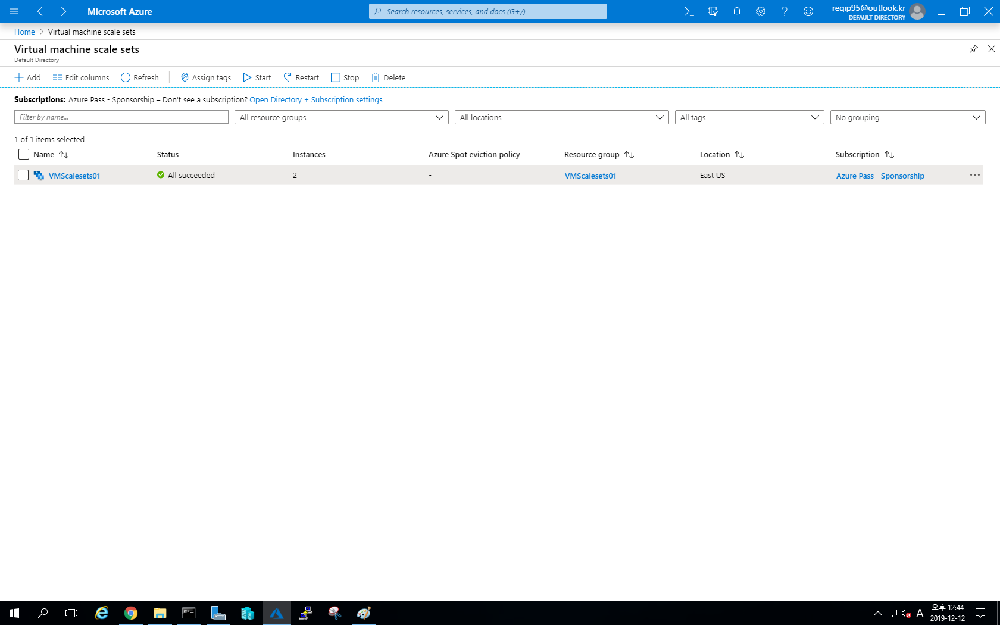 Microsoft Azure
Search resources, services, and docs (G+/)
reqip95@outlook.kr
DEFAULT DIRECTORY
Home > Virtual machine scale sets
Virtual machine scale sets
Default Directory
Add Edit columns Refresh Assign tags Start Restart Stop Delete
Subscriptions: Azure Pass - Sponsorship – Don't see a subscription? Open Directory + Subscription settings
Filter by name... All resource groups All locations All tags No grouping
1 of 1 items selected
Name Status Instances Azure Spot eviction policy Resource group Location Subscription
VMScalesets01 All succeeded 2 - VMScalesets01 East US Azure Pass - Sponsorship
A
오후 12:44
2019-12-12